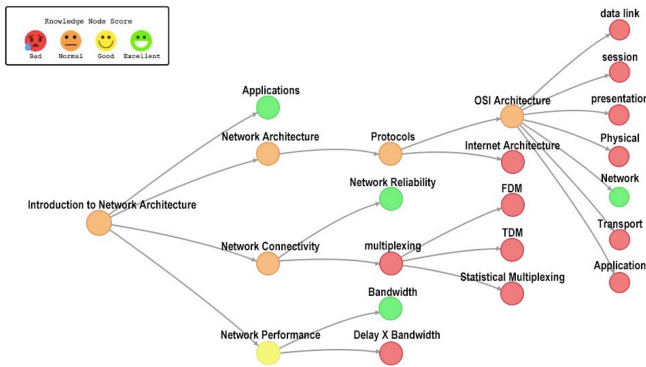 Knowledge Node Score
Bad Normal Good Excellent
data link
session
presentation
Physical
Network
Transport
Application
OSI Architecture
Internet Architecture
FDM
TDM
Statistical Multiplexing
Protocols
Network Reliability
multiplexing
Bandwidth
Delay X Bandwidth
Applications
Network Architecture
Network Connectivity
Network Performance
Introduction to Network Architecture